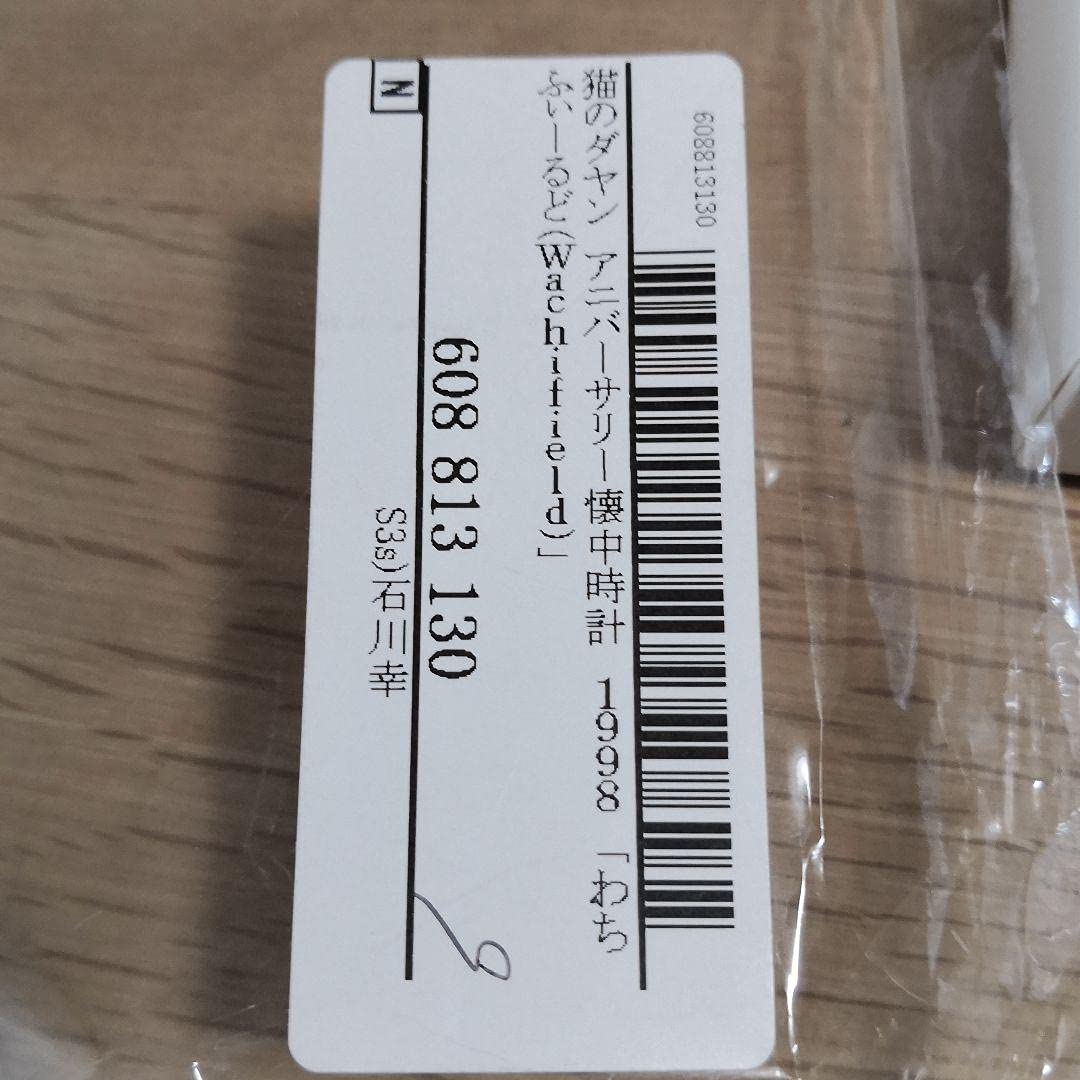 608813130
猫のダヤン アニバーサリー懐中時計 1998 「わち
ふぃーるど(Wachifield)」
608 813 130
N
S3s)石川幸